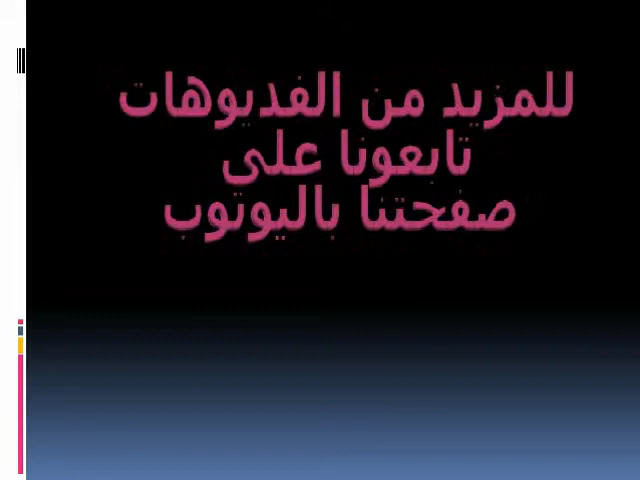 للمزيد من الفديوهات
تابعونا على
صفحتنا باليوتوب